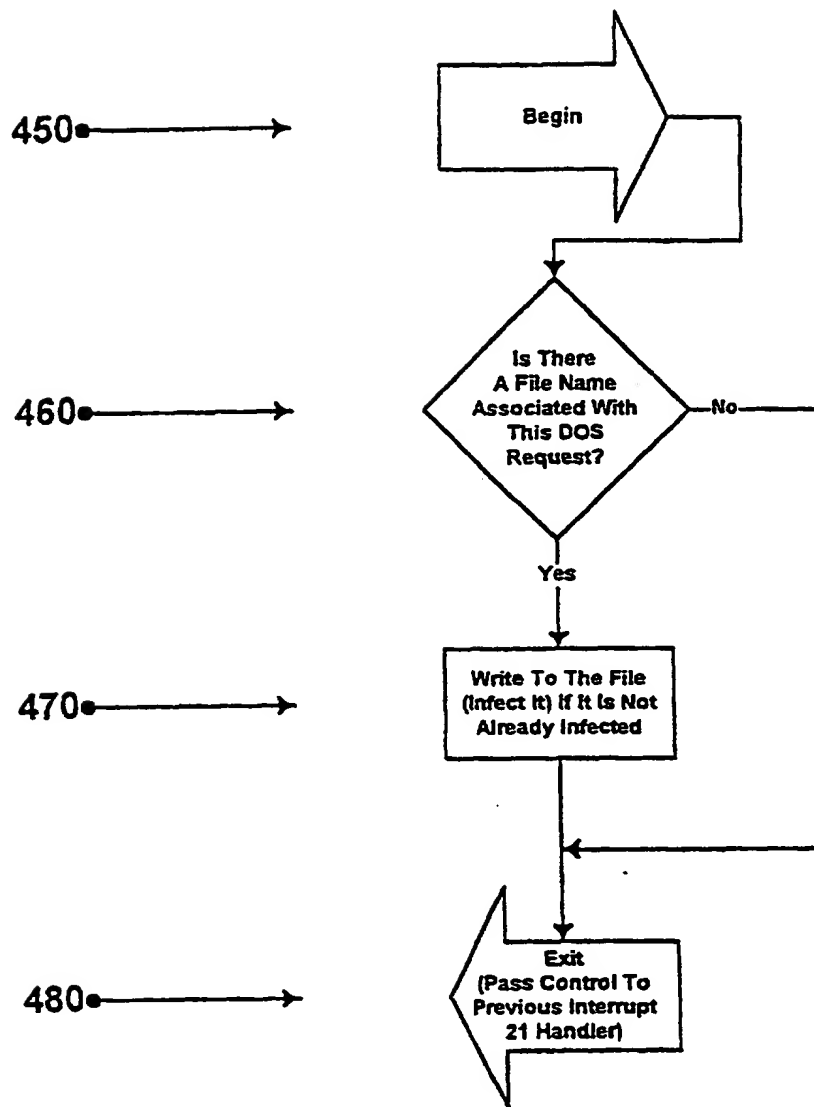 450
Begin
460
Is There
A File Name
Associated With
This DOS
Request?
No
Yes
470
Write To The File
(Infect It) If It Is Not
Already Infected
480
Exit
(Pass Control To
Previous Interrupt
21 Handler)